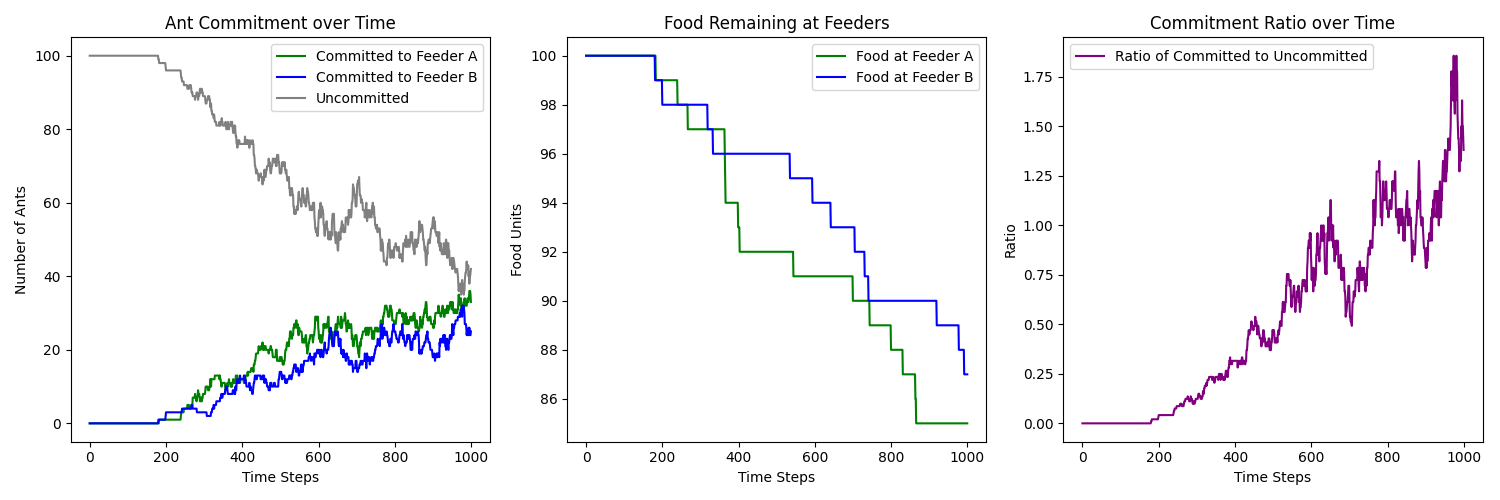 Ant Commitment over Time
Number of Ants
100
80
60
40
20
0
Committed to Feeder A
Committed to Feeder B
Uncommitted
0 200 400 600 800 1000
Time Steps
Food Remaining at Feeders
Food Units
100
98
96
94
92
90
88
86
Food at Feeder A
Food at Feeder B
0 200 400 600 800 1000
Time Steps
Commitment Ratio over Time
Ratio
1.75
1.50
1.25
1.00
0.75
0.50
0.25
0.00
Ratio of Committed to Uncommitted
0 200 400 600 800 1000
Time Steps